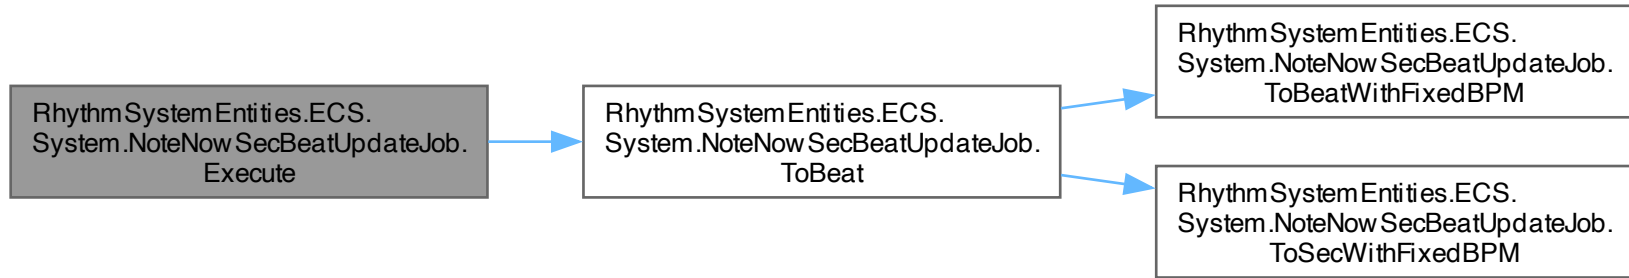 RhythmSystemEntities.ECS.
System.NoteNowSecBeatUpdateJob.
Execute
RhythmSystemEntities.ECS.
System.NoteNowSecBeatUpdateJob.
ToBeat
RhythmSystemEntities.ECS.
System.NoteNowSecBeatUpdateJob.
ToBeatWithFixedBPM
RhythmSystemEntities.ECS.
System.NoteNowSecBeatUpdateJob.
ToSecWithFixedBPM